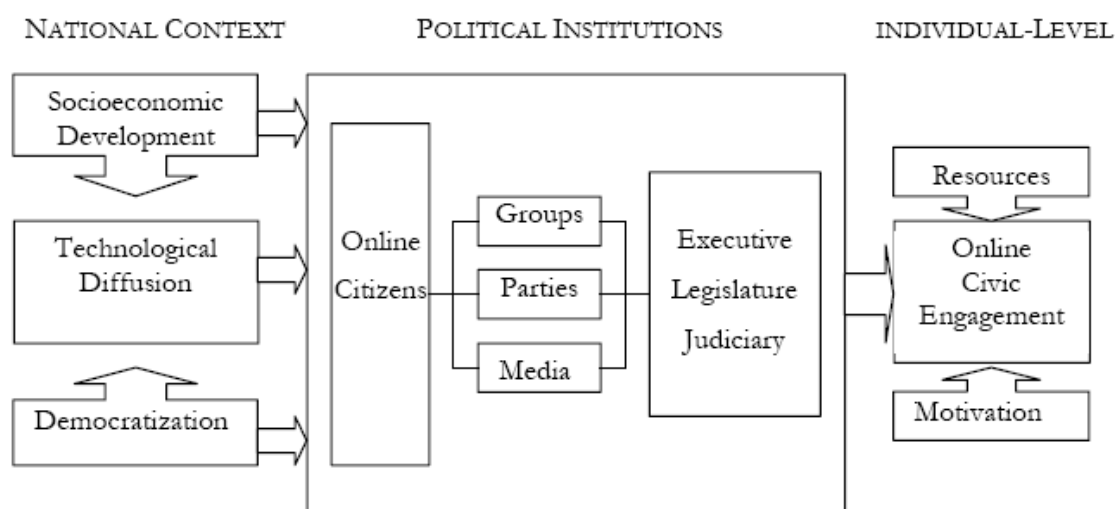 NATIONAL CONTEXT
POLITICAL INSTITUTIONS
INDIVIDUAL-LEVEL
Socioeconomic
Development
Technological
Diffusion
Democratization
Online
Citizens
Groups
Parties
Media
Executive
Legislature
Judiciary
Resources
Online
Civic
Engagement
Motivation